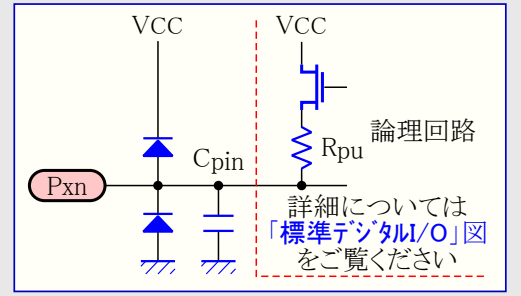 VCC
VCC
論理回路
Cpin
Rpu
Pxn
詳細については
「標準デジタルI/O」図
をご覧ください